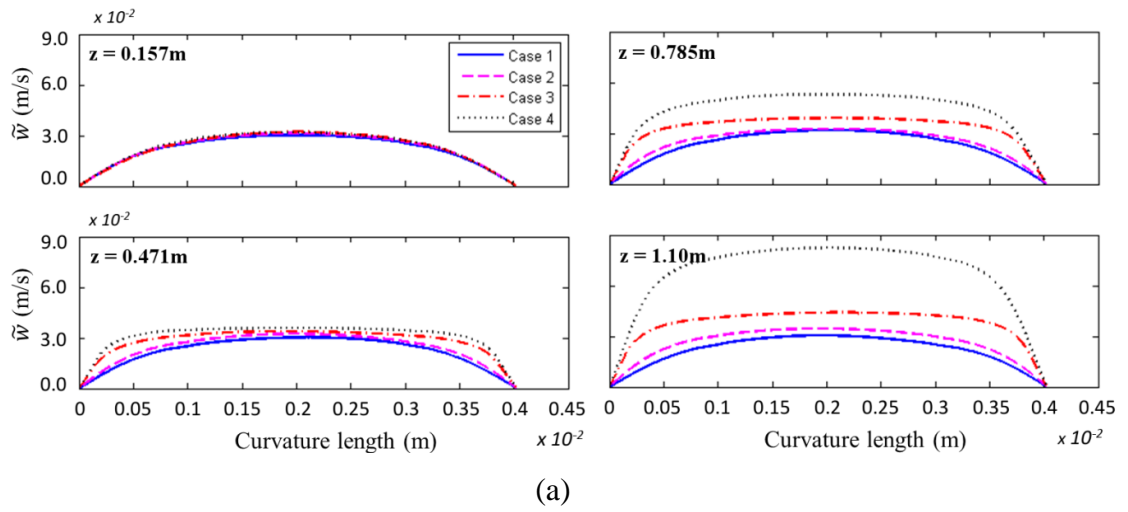 x 10⁻²
9.0
6.0
3.0
0.0
w̃ (m/s)
z = 0.157m
Case 1
Case 2
Case 3
Case 4
z = 0.785m
x 10⁻²
9.0
6.0
3.0
0.0
w̃ (m/s)
z = 0.471m
0 0.05 0.1 0.15 0.2 0.25 0.3 0.35 0.4 0.45
Curvature length (m)
x 10⁻²
z = 1.10m
0 0.05 0.1 0.15 0.2 0.25 0.3 0.35 0.4 0.45
Curvature length (m)
x 10⁻²
(a)